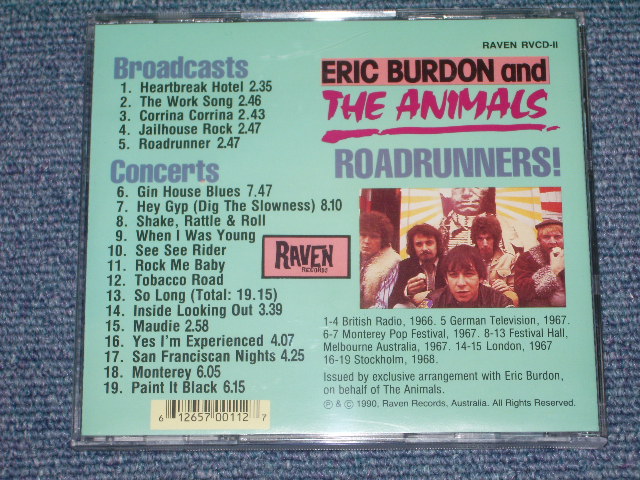 RAVEN RVCD-II
Broadcasts
1. Heartbreak Hotel 2.35
2. The Work Song 2.46
3. Corrina Corrina 2.43
4. Jailhouse Rock 2.47
5. Roadrunner 2.47
Concerts
6. Gin House Blues 7.47
7. Hey Gyp (Dig The Slowness) 8.10
8. Shake, Rattle & Roll
9. When I Was Young
10. See See Rider
11. Rock Me Baby
12. Tobacco Road
13. So Long (Total: 19.15)
14. Inside Looking Out 3.39
15. Maudie 2.58
16. Yes I'm Experienced 4.07
17. San Franciscan Nights 4.25
18. Monterey 6.05
19. Paint It Black 6.15
6 12657 00112 7
ERIC BURDON and
THE ANIMALS
ROADRUNNERS!
RAVEN
RECORDS
1-4 British Radio, 1966. 5 German Television, 1967.
6-7 Monterey Pop Festival, 1967. 8-13 Festival Hall,
Melbourne Australia, 1967. 14-15 London, 1967
16-19 Stockholm, 1968.
Issued by exclusive arrangement with Eric Burdon,
on behalf of The Animals.
℗ & © 1990, Raven Records, Australia. All Rights Reserved.